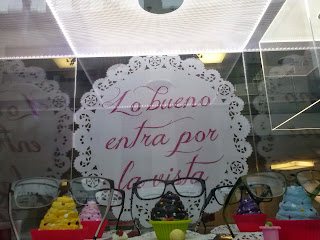 Lo bueno
entra por
la vista